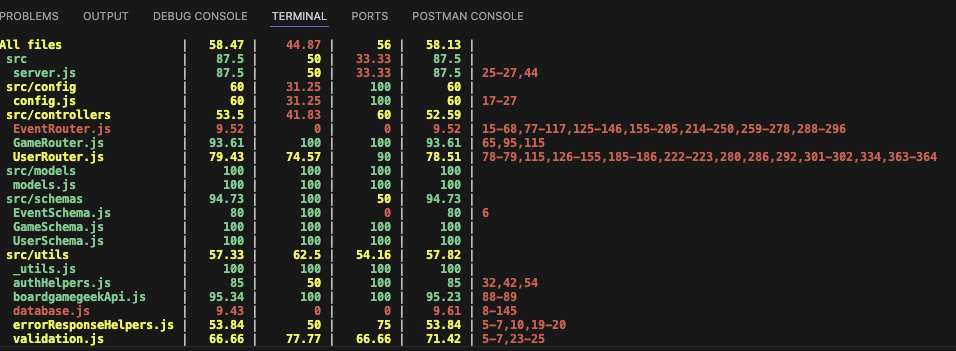 PROBLEMS OUTPUT DEBUG CONSOLE TERMINAL PORTS POSTMAN CONSOLE
All files | 58.47 | 44.87 | 56 | 58.13 |
src | 87.5 | 50 | 33.33 | 87.5 |
server.js | 87.5 | 50 | 33.33 | 87.5 | 25-27,44
src/config | 60 | 31.25 | 100 | 60 |
config.js | 60 | 31.25 | 100 | 60 | 17-27
src/controllers | 53.5 | 41.83 | 60 | 52.59 |
EventRouter.js | 9.52 | 0 | 0 | 9.52 | 15-68,77-117,125-146,155-205,214-250,259-278,288-296
GameRouter.js | 93.61 | 100 | 100 | 93.61 | 65,95,115
UserRouter.js | 79.43 | 74.57 | 90 | 78.51 | 78-79,115,126-155,185-186,222-223,280,286,292,301-302,334,363-364
src/models | 100 | 100 | 100 | 100 |
models.js | 100 | 100 | 100 | 100 |
src/schemas | 94.73 | 100 | 50 | 94.73 |
EventSchema.js | 80 | 100 | 0 | 80 | 6
GameSchema.js | 100 | 100 | 100 | 100 |
UserSchema.js | 100 | 100 | 100 | 100 |
src/utils | 57.33 | 62.5 | 54.16 | 57.82 |
_utils.js | 100 | 100 | 100 | 100 |
authHelpers.js | 85 | 50 | 100 | 85 | 32,42,54
boardgamegeekApi.js | 95.34 | 100 | 100 | 95.23 | 88-89
database.js | 9.43 | 0 | 0 | 9.61 | 8-145
errorResponseHelpers.js | 53.84 | 50 | 75 | 53.84 | 5-7,10,19-20
validation.js | 66.66 | 77.77 | 66.66 | 71.42 | 5-7,23-25